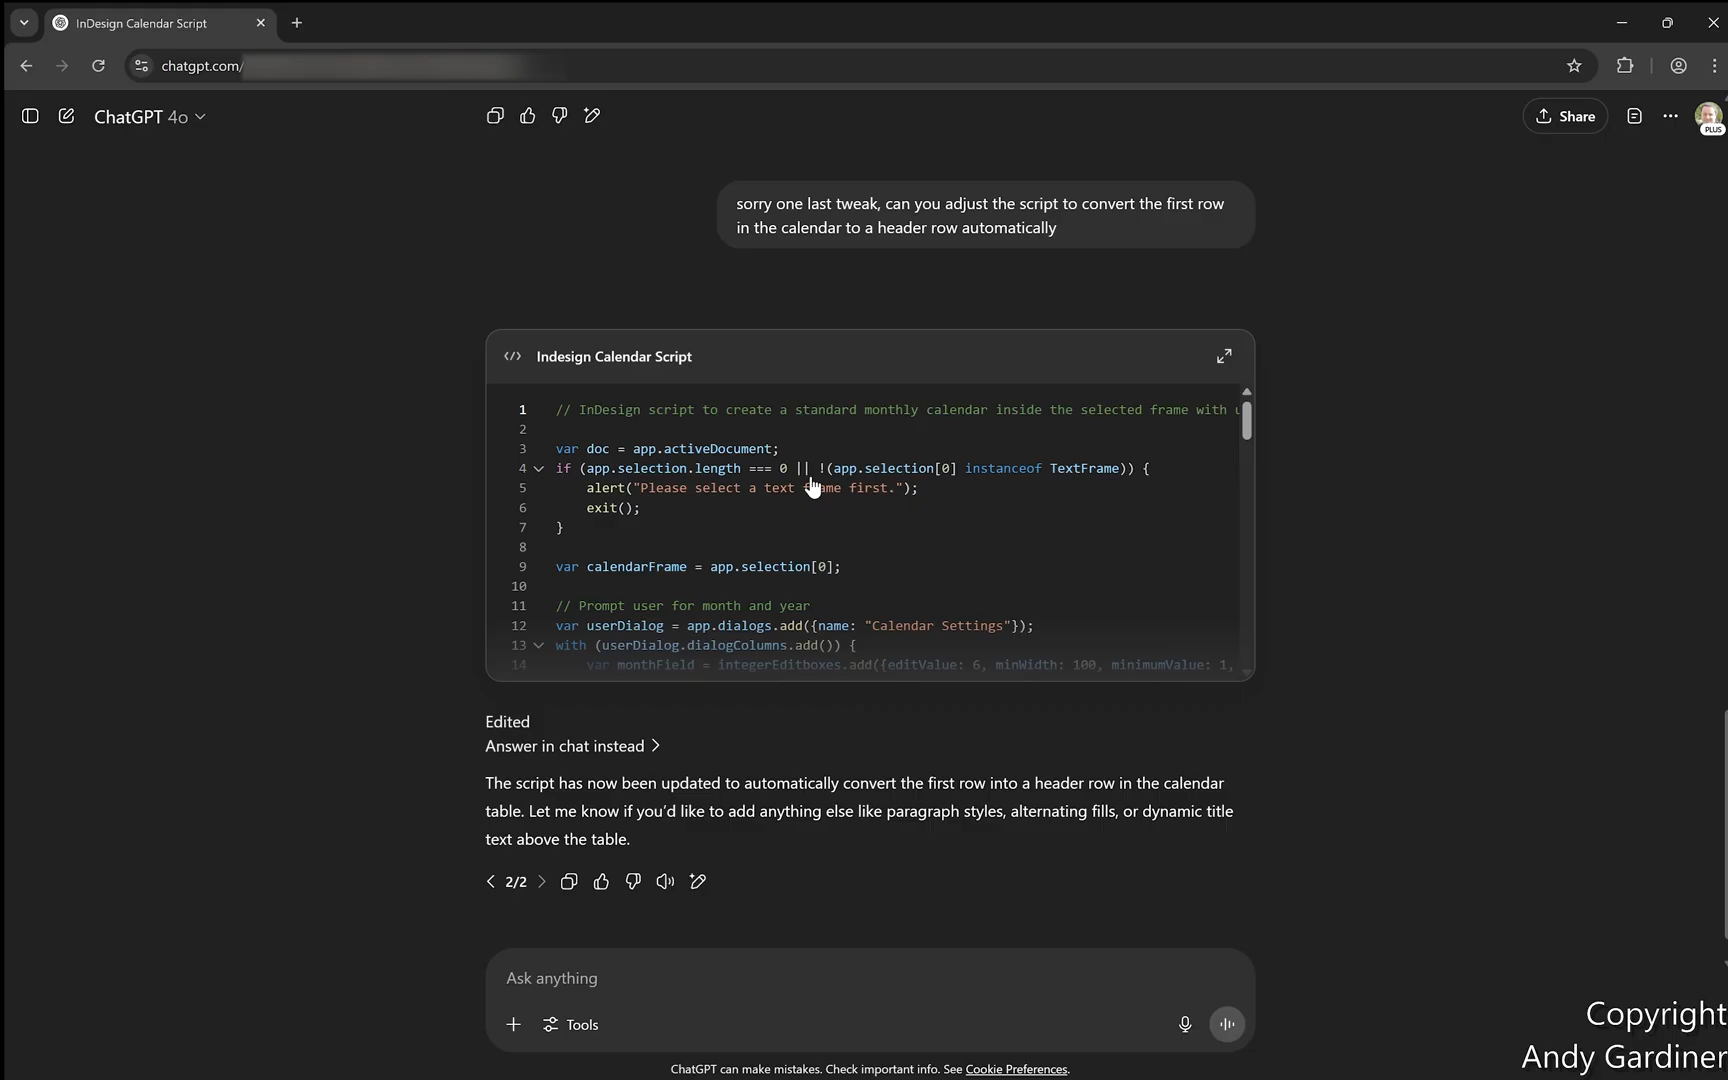 InDesign Calendar Script
chatgpt.com/
ChatGPT 4o
Share
PLUS
sorry one last tweak, can you adjust the script to convert the first row
in the calendar to a header row automatically
</> Indesign Calendar Script
1 // InDesign script to create a standard monthly calendar inside the selected frame with
2
3 var doc = app.activeDocument;
4 if (app.selection.length === 0 || !(app.selection[0] instanceof TextFrame)) {
5 alert("Please select a text frame first.");
6 exit();
7 }
8
9 var calendarFrame = app.selection[0];
10
11 // Prompt user for month and year
12 var userDialog = app.dialogs.add({name: "Calendar Settings"});
13 with (userDialog.dialogColumns.add()) {
14 var monthField = integerEditboxes.add({editValue: 6, minWidth: 100, minimumValue: 1,
Edited
Answer in chat instead >
The script has now been updated to automatically convert the first row into a header row in the calendar
table. Let me know if you’d like to add anything else like paragraph styles, alternating fills, or dynamic title
text above the table.
< 2/2 >
Ask anything
Tools
ChatGPT can make mistakes. Check important info. See Cookie Preferences.
Copyright
Andy Gardiner